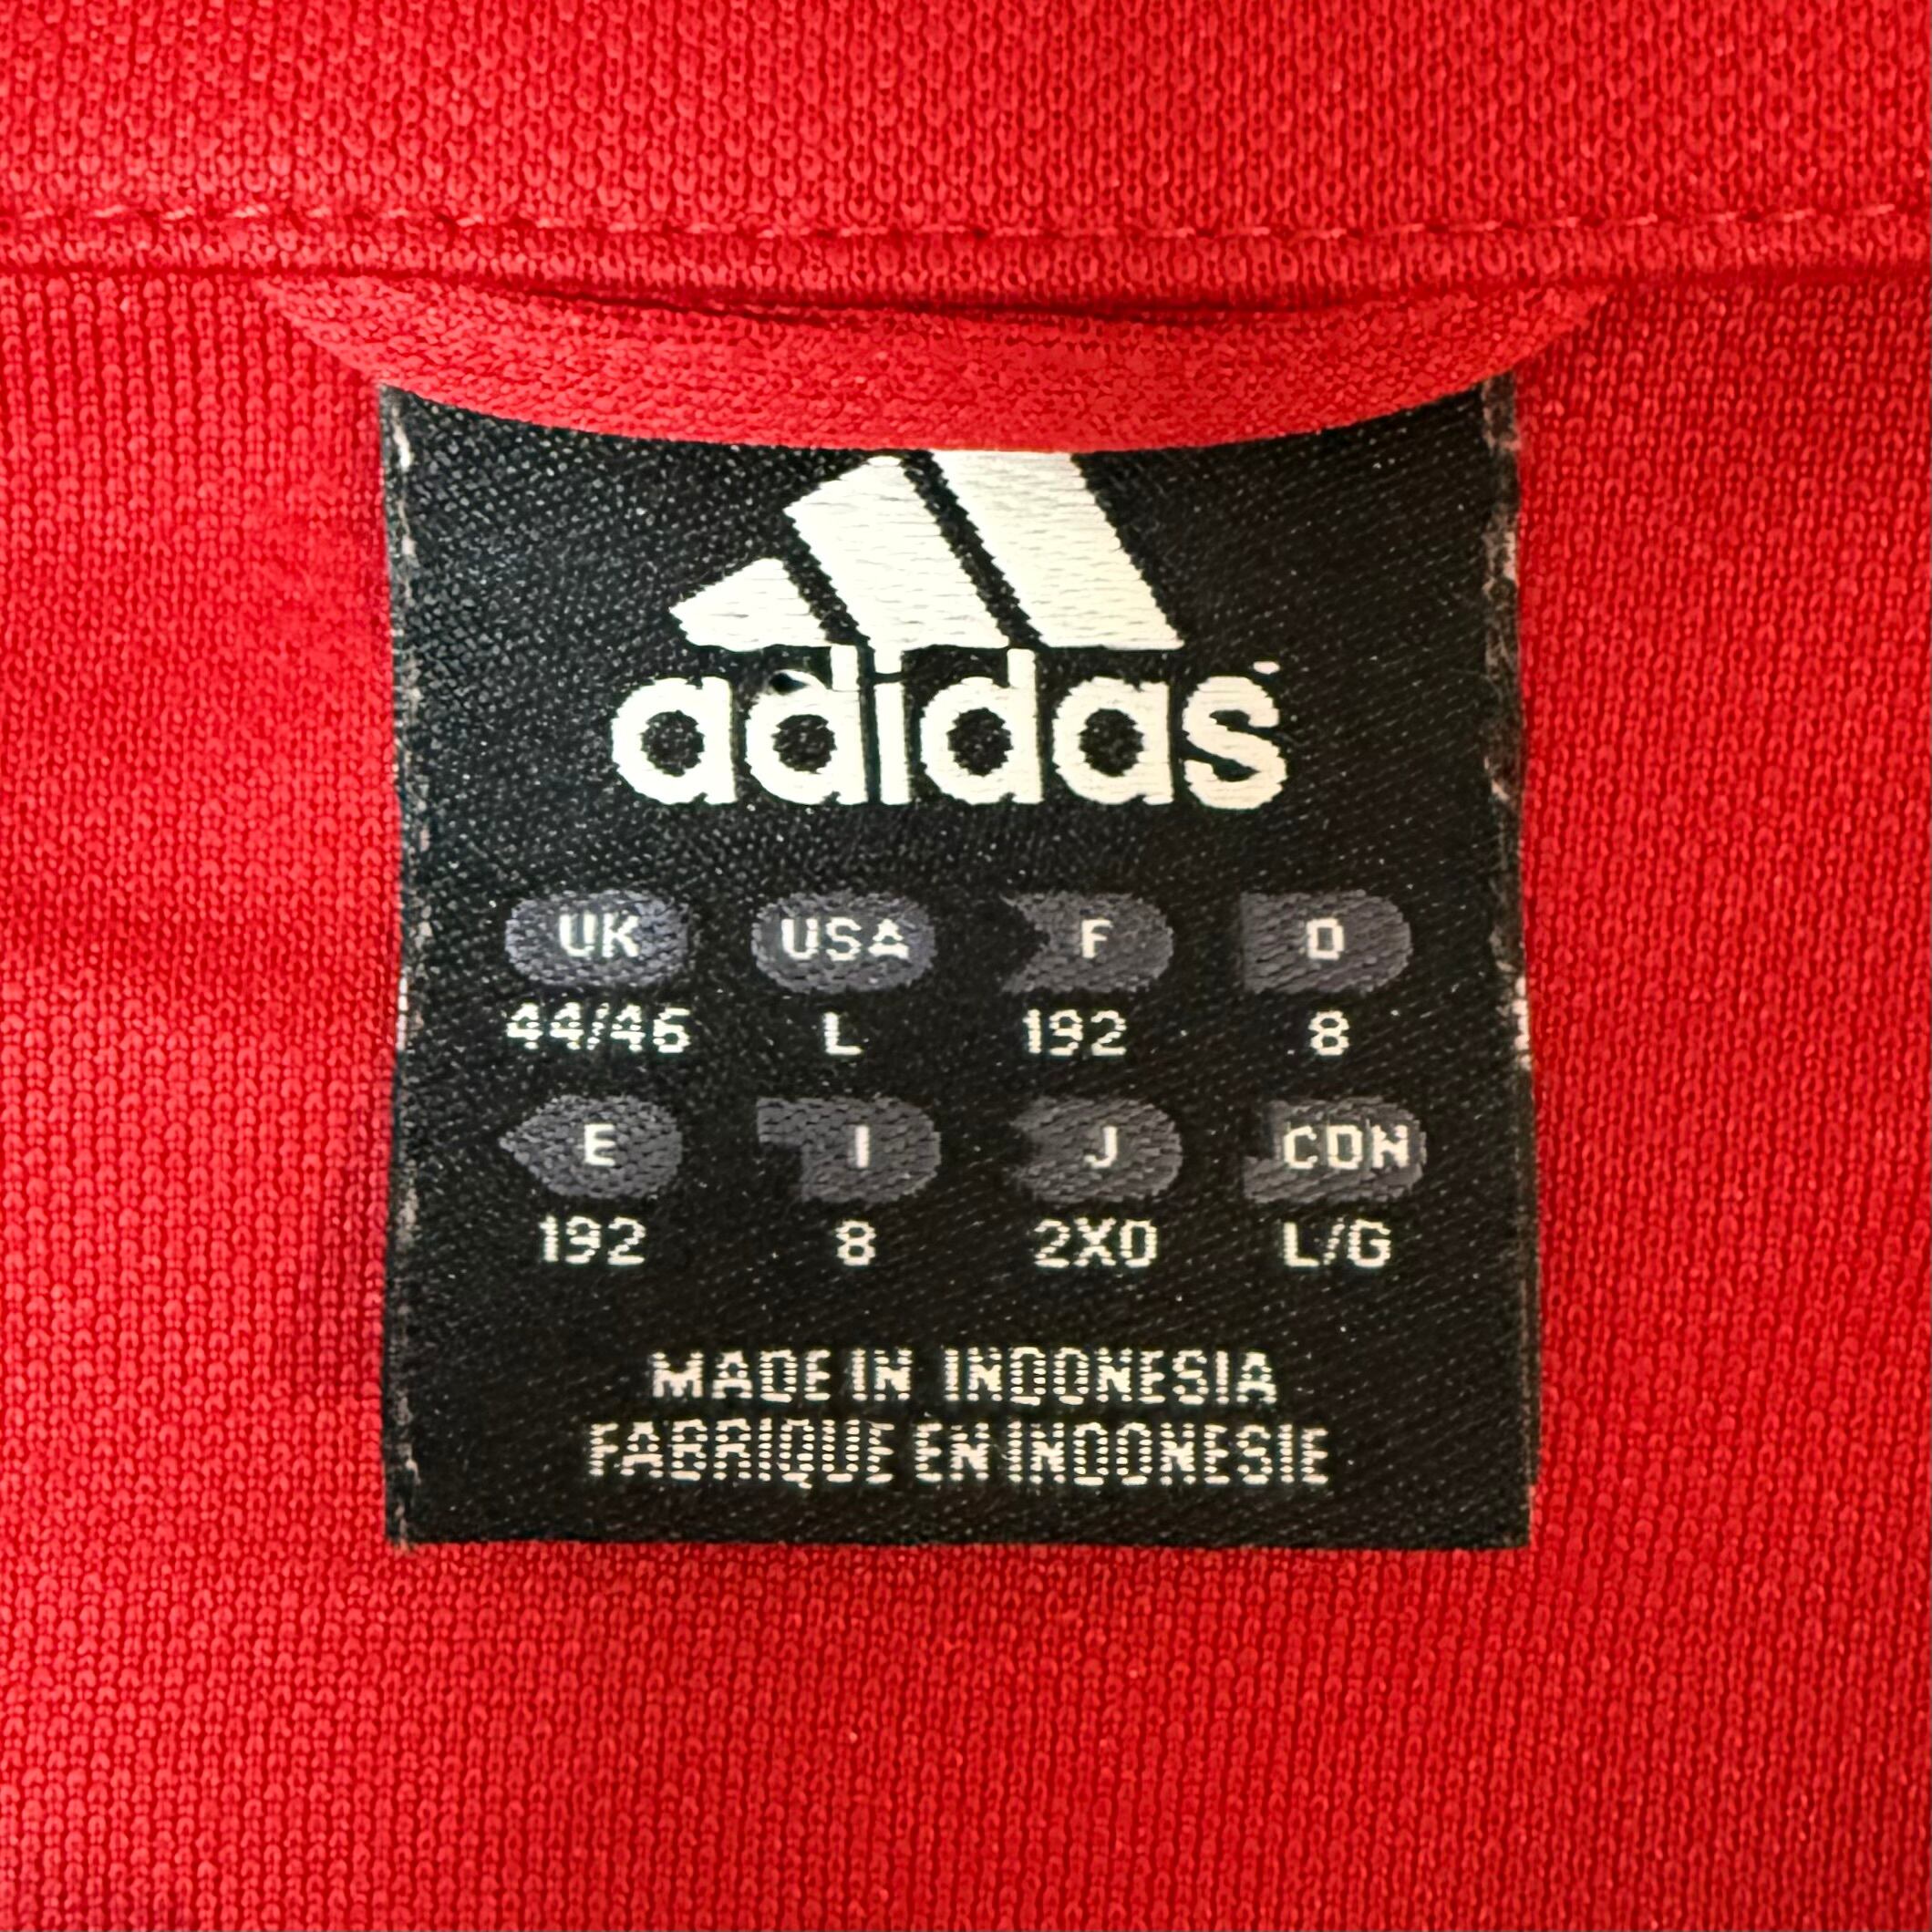 adidas
UK USA F D
44/46 L 192 8
E I J CDN
192 8 2XO L/G
MADE IN INDONESIA
FABRIQUE EN INDONESIE